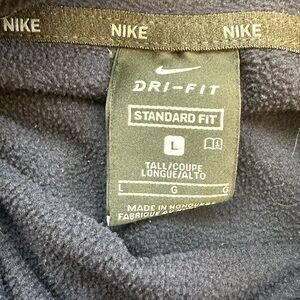 NIKE NIKE NIKE
DRI-FIT
STANDARD FIT
L
TALL/COUPE
LONGUE/ALTO
L G G
MADE IN HONDURAS